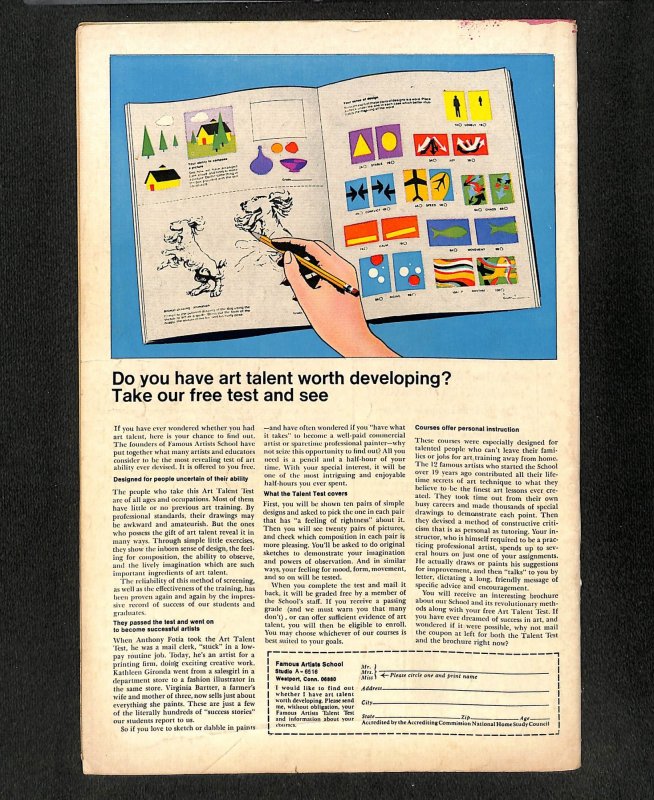 Your sense of design
Your ability to compose
a picture
LONELY
STABLE
UP
CONFLICT
SPEED
CHAOS
CALM
MOVEMENT
RISING
Animal drawing
Do you have art talent worth developing?
Take our free test and see
If you have ever wondered whether you had
art talent, here is your chance to find out.
The founders of Famous Artists School have
put together what many artists and educators
consider to be the most revealing test of art
ability ever devised. It is offered to you free.
Designed for people uncertain of their ability
The people who take this Art Talent Test
are of all ages and occupations. Most of them
have little or no previous art training. By
professional standards, their drawings may
be awkward and amateurish. But the ones
who possess the gift of art talent reveal it in
many ways. Through simple little exercises,
they show the inborn sense of design, the feel-
ing for composition, the ability to observe,
and the lively imagination which are such
important ingredients of art talent.
The reliability of this method of screening,
as well as the effectiveness of the training, has
been proven again and again by the impres-
sive record of success of our students and
graduates.
They passed the test and went on
to become successful artists
When Anthony Fotia took the Art Talent
Test, he was a mail clerk, "stuck" in a low-
pay routine job. Today, he's an artist for a
printing firm, doing exciting creative work.
Kathleen Gironda went from a salesgirl in a
department store to a fashion illustrator in
the same store. Virginia Bartter, a farmer's
wife and mother of three, now sells just about
everything she paints. These are just a few
of the literally hundreds of "success stories"
our students report to us.
So if you love to sketch or dabble in paints
—and have often wondered if you "have what
it takes" to become a well-paid commercial
artist or sparetime professional painter—why
not seize this opportunity to find out? All you
need is a pencil and a half-hour of your
time. With your special interest, it will be
one of the most intriguing and enjoyable
half-hours you ever spent.
What the Talent Test covers
First, you will be shown ten pairs of simple
designs and asked to pick the one in each pair
that has "a feeling of rightness" about it.
Then you will see twenty pairs of pictures,
and check which composition in each pair is
more pleasing. You'll be asked to do original
sketches to demonstrate your imagination
and powers of observation. And in similar
ways, your feeling for mood, form, movement,
and so on will be tested.
When you complete the test and mail it
back, it will be graded free by a member of
the School's staff. If you receive a passing
grade (and we must warn you that many
don't), or can offer sufficient evidence of art
talent, you will then be eligible to enroll.
You may choose whichever of our courses is
best suited to your goals.
Courses offer personal instruction
These courses were especially designed for
talented people who can't leave their fami-
lies or jobs for art training away from home.
The 12 famous artists who started the School
over 19 years ago contributed all their life-
time secrets of art technique to what they
believe to be the finest art lessons ever cre-
ated. They took time out from their own
busy careers and made thousands of special
drawings to demonstrate each point. Then
they devised a method of constructive criti-
cism that is as personal as tutoring. Your in-
structor, who is himself required to be a prac-
ticing professional artist, spends up to sev-
eral hours on just one of your assignments.
He actually draws or paints his suggestions
for improvement, and then "talks" to you by
letter, dictating a long, friendly message of
specific advice and encouragement.
You will receive an interesting brochure
about our School and its revolutionary meth-
ods along with your free Art Talent Test. If
you have ever dreamed of success in art, and
wondered if it were possible, why not mail
the coupon at left for both the Talent Test
and the brochure right now?
Famous Artists School
Studio A-6516
Westport, Conn. 06880
I would like to find out
whether I have art talent
worth developing. Please send
me, without obligation, your
Famous Artists Talent Test
and information about your
courses.
Mr.
Mrs. Please circle one and print name
Miss
Address
City
State Zip Age
Accredited by the Accrediting Commission National Home Study Council